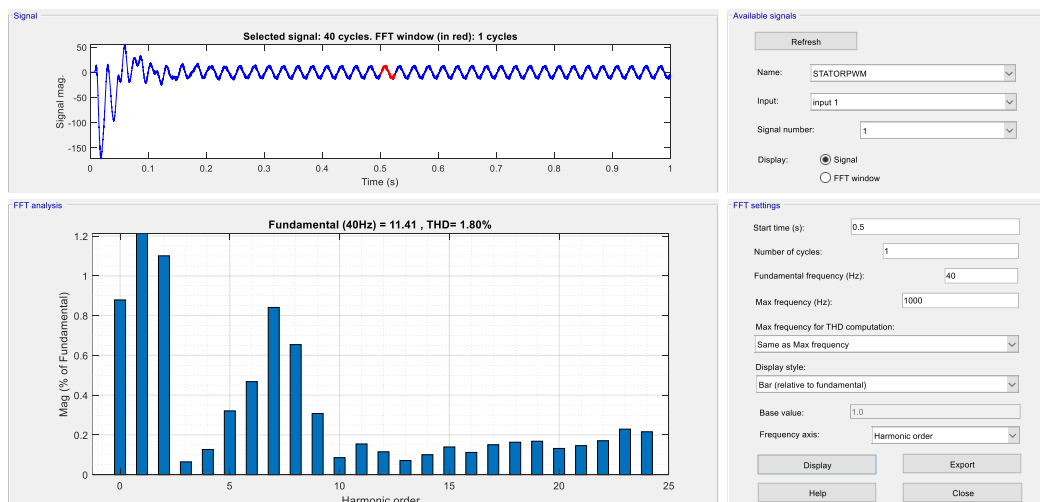 Signal
Selected signal: 40 cycles. FFT window (in red): 1 cycles
50
0
-50
-100
-150
Signal mag.
0 0.1 0.2 0.3 0.4 0.5 0.6 0.7 0.8 0.9 1
Time (s)
FFT analysis
Fundamental (40Hz) = 11.41 , THD= 1.80%
1.2
1
0.8
0.6
0.4
0.2
0
Mag (% of Fundamental)
0 5 10 15 20 25
Harmonic order
Available signals
Refresh
Name: STATORPWM
Input: input 1
Signal number: 1
Display: Signal
FFT window
FFT settings
Start time (s): 0.5
Number of cycles: 1
Fundamental frequency (Hz): 40
Max frequency (Hz): 1000
Max frequency for THD computation:
Same as Max frequency
Display style:
Bar (relative to fundamental)
Base value: 1.0
Frequency axis: Harmonic order
Display Export
Help Close